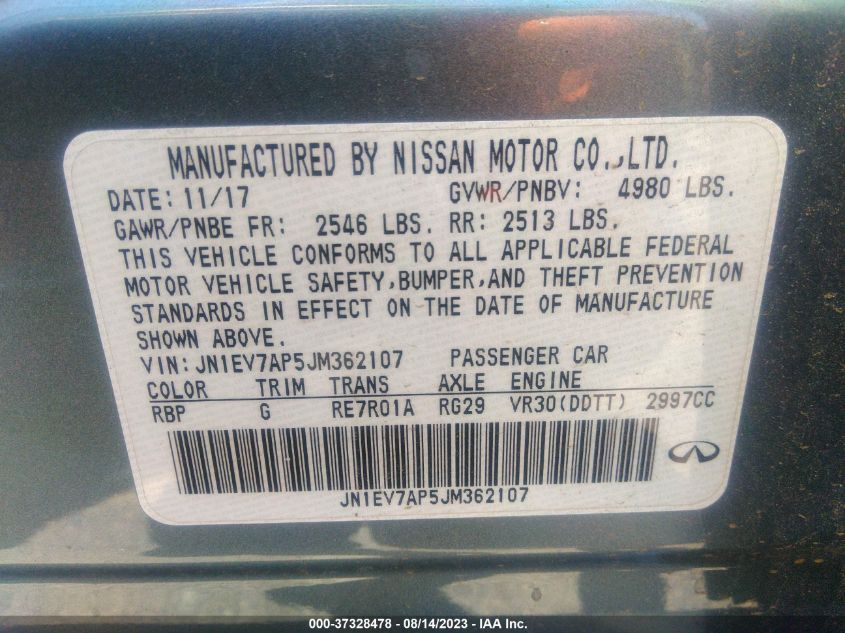 MANUFACTURED BY NISSAN MOTOR CO.,LTD.
DATE: 11/17 GVWR/PNBV: 4980 LBS.
GAWR/PNBE FR: 2546 LBS. RR: 2513 LBS.
THIS VEHICLE CONFORMS TO ALL APPLICABLE FEDERAL
MOTOR VEHICLE SAFETY,BUMPER,AND THEFT PREVENTION
STANDARDS IN EFFECT ON THE DATE OF MANUFACTURE
SHOWN ABOVE.
VIN:JN1EV7AP5JM362107 PASSENGER CAR
COLOR TRIM TRANS AXLE ENGINE
RBP G RE7R01A RG29 VR30(DDTT) 2997CC
JN1EV7AP5JM362107
000-37328478 - 08/14/2023 - IAA Inc.